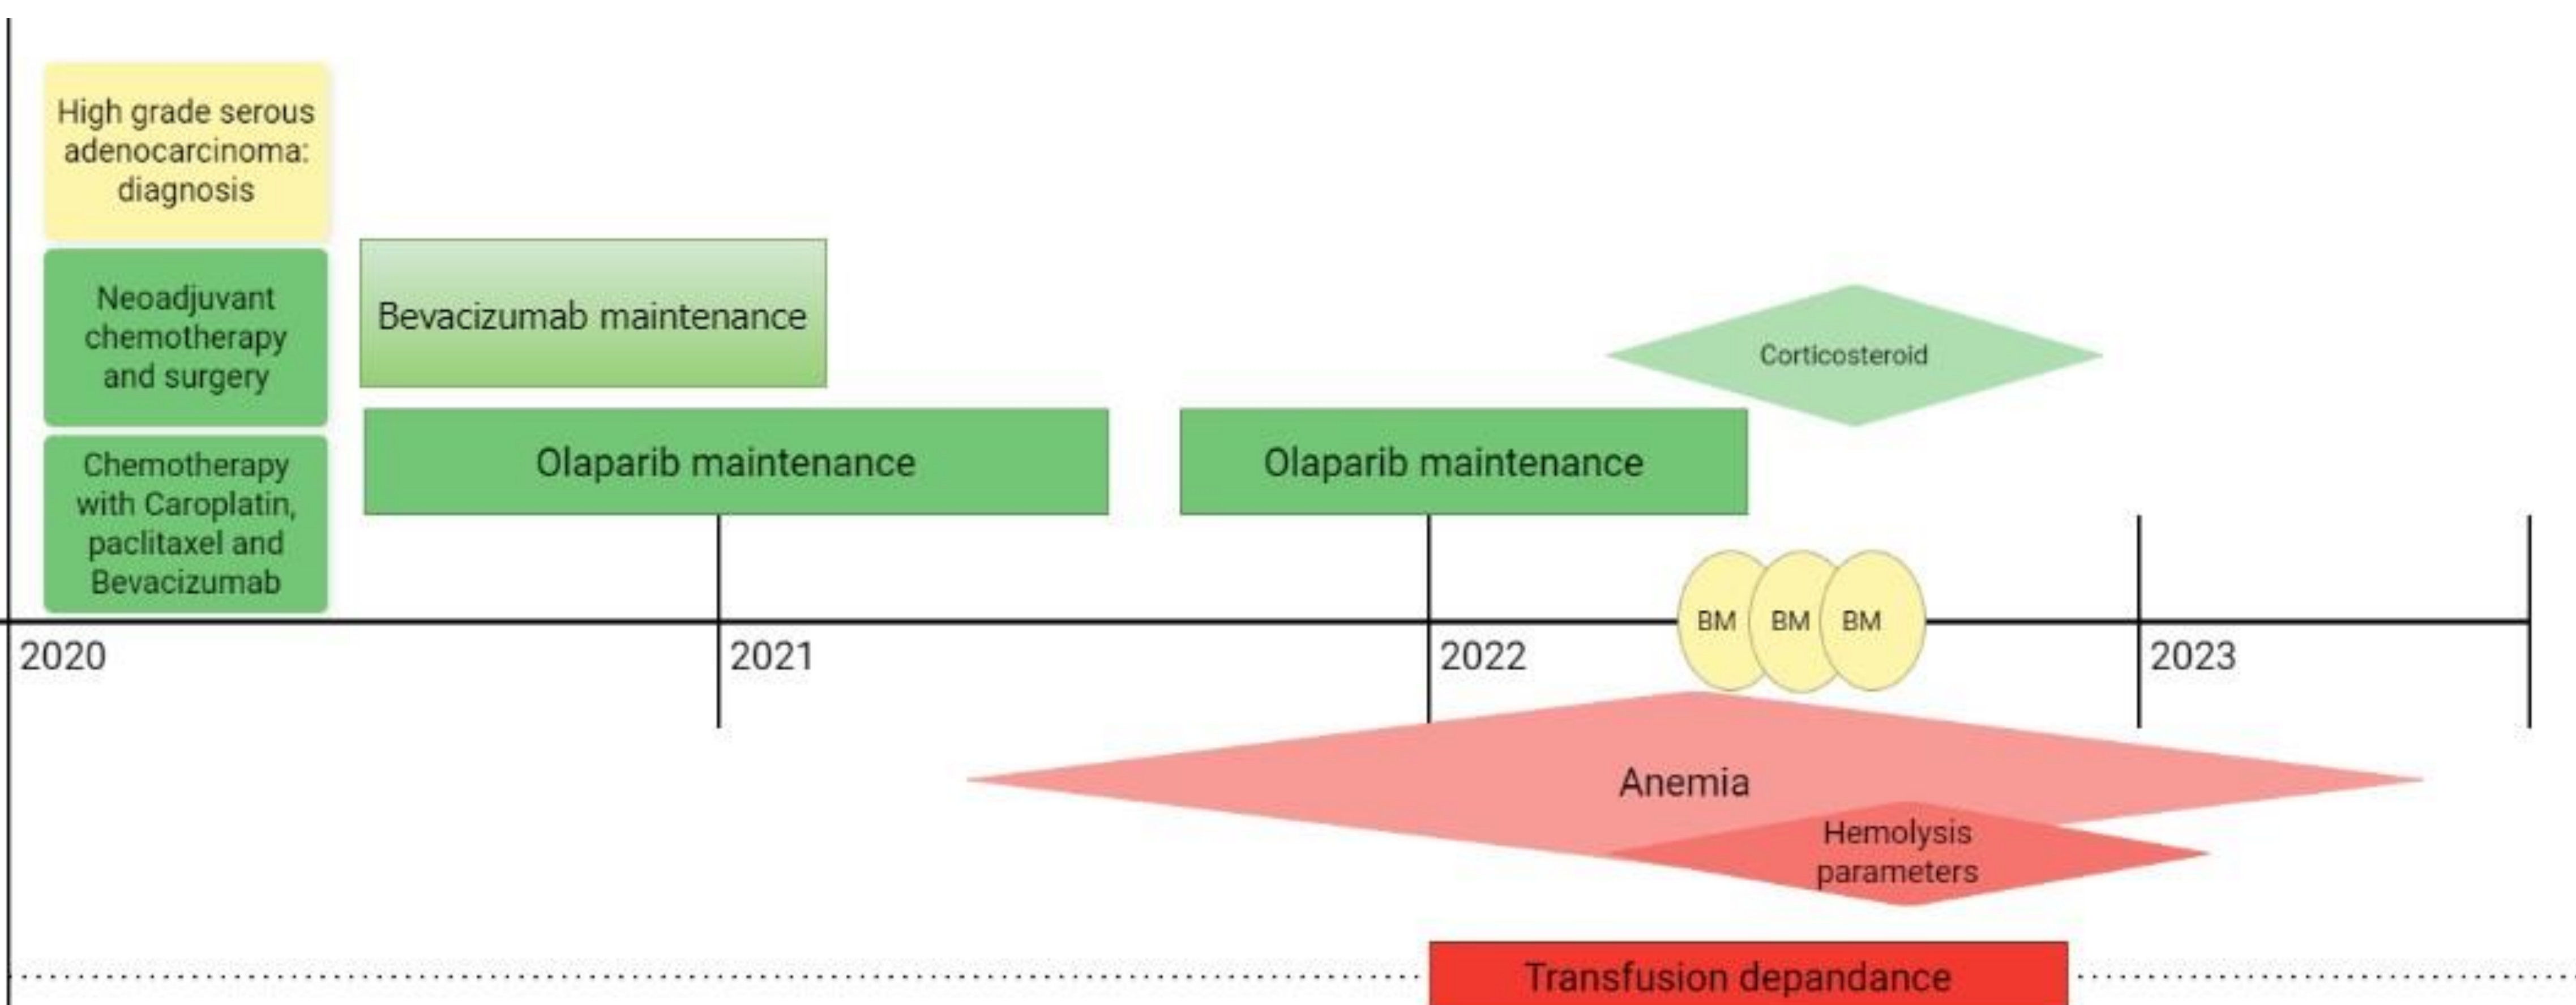 High grade serous
adenocarcinoma:
diagnosis
Neoadjuvant
chemotherapy
and surgery
Chemotherapy
with Caroplatin,
paclitaxel and
Bevacizumab
Bevacizumab maintenance
Olaparib maintenance
Olaparib maintenance
Corticosteroid
BM
BM
BM
2020
2021
2022
2023
Anemia
Hemolysis
parameters
Transfusion depandance